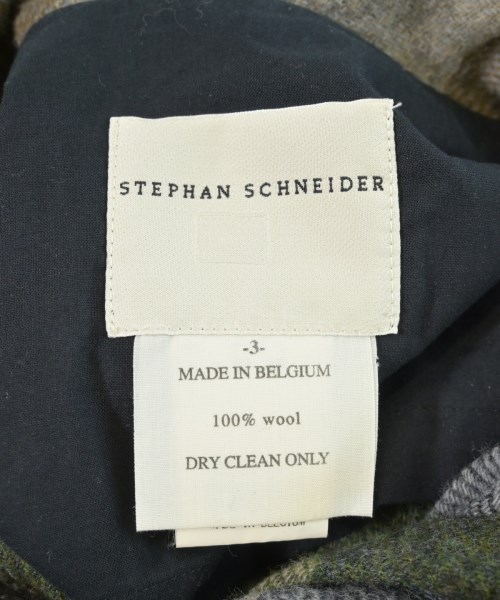 STEPHAN SCHNEIDER
-3-
MADE IN BELGIUM
100% wool
DRY CLEAN ONLY